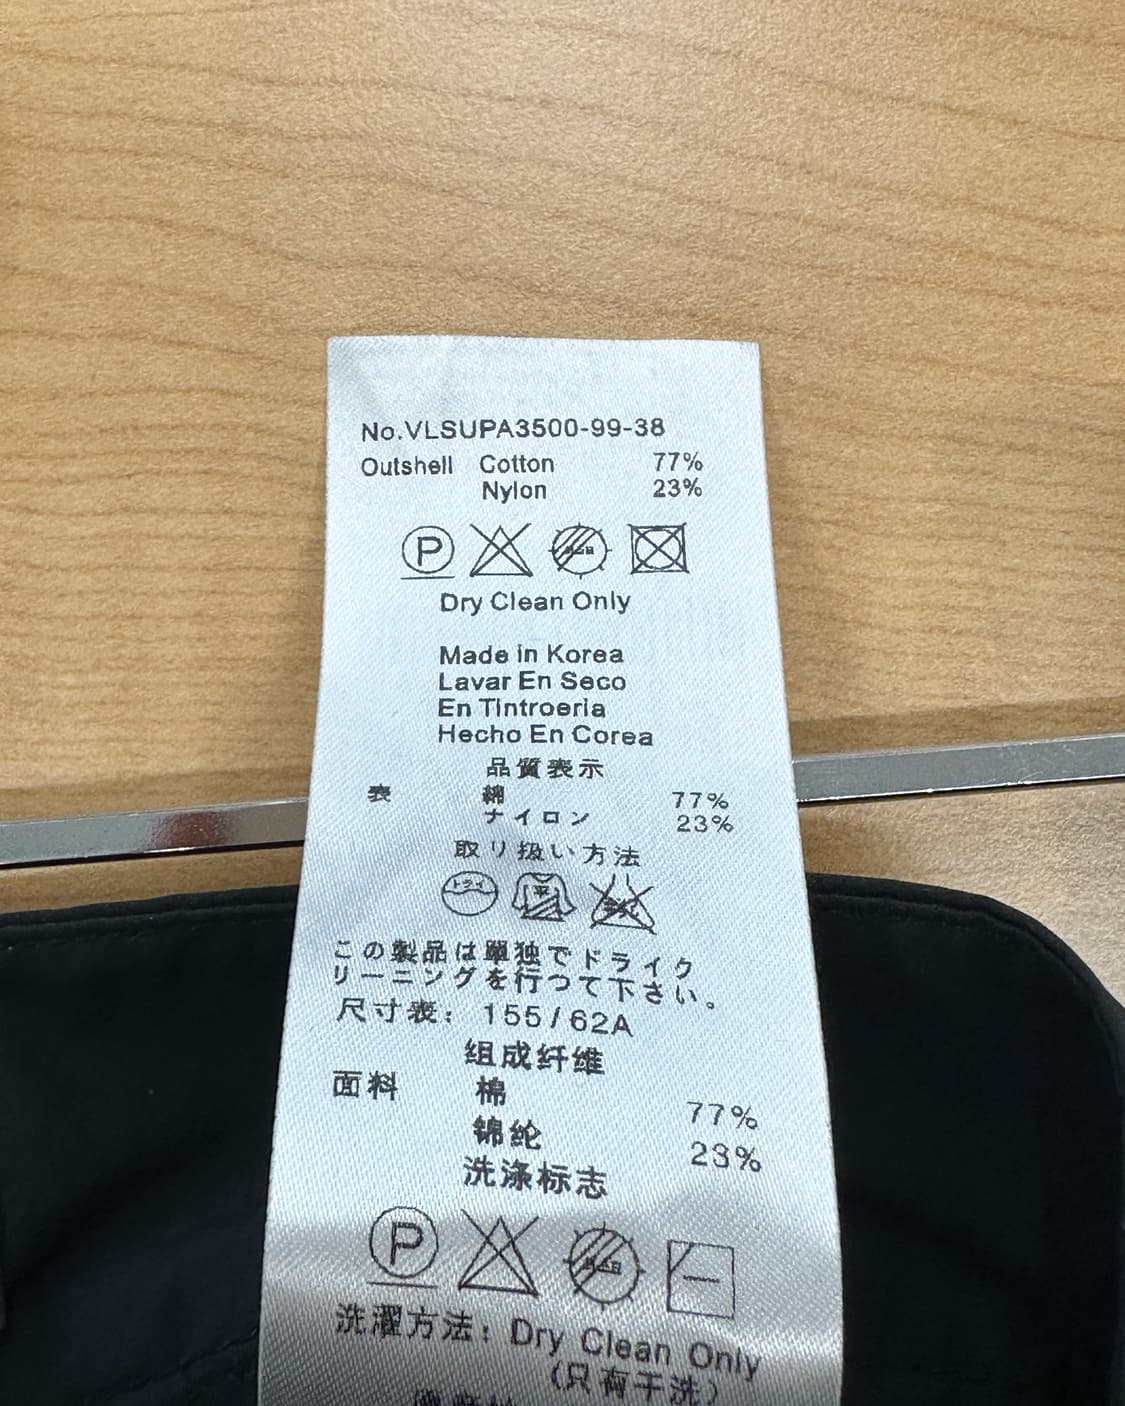 No.VLSUPA3500-99-38
Outshell Cotton 77%
Nylon 23%
P
Dry Clean Only
Made in Korea
Lavar En Seco
En Tintroeria
Hecho En Corea
品質表示
表 綿 77%
ナイロン 23%
取り扱い方法
ドライ 平
この製品は単独でドライク
リーニングを行つて下さい。
尺寸表: 155/62A
组成纤维
面料 棉 77%
锦纶 23%
洗涤标志
P
洗濯方法: Dry Clean Only
(只有干洗)